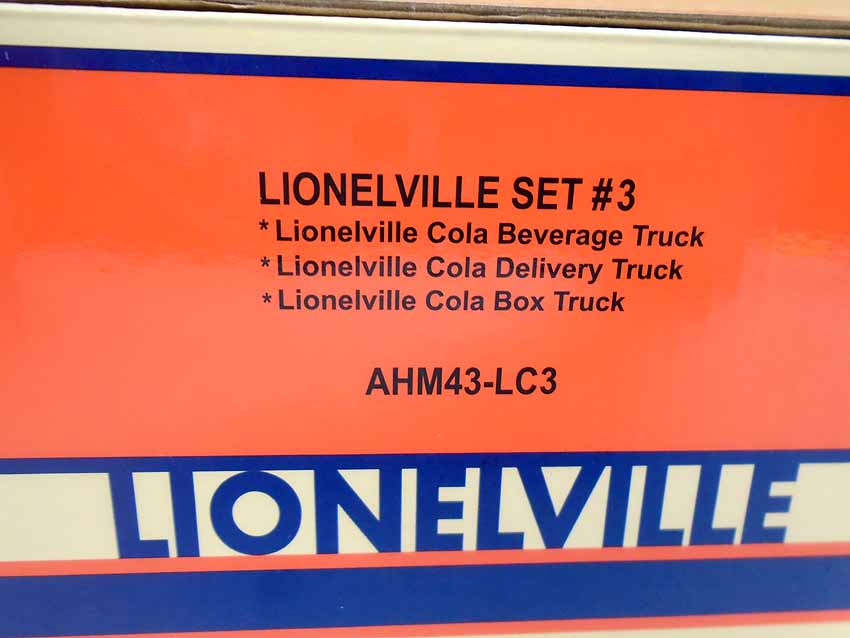 LIONELVILLE SET #3
* Lionelville Cola Beverage Truck
* Lionelville Cola Delivery Truck
* Lionelville Cola Box Truck
AHM43-LC3
LIONELVILLE